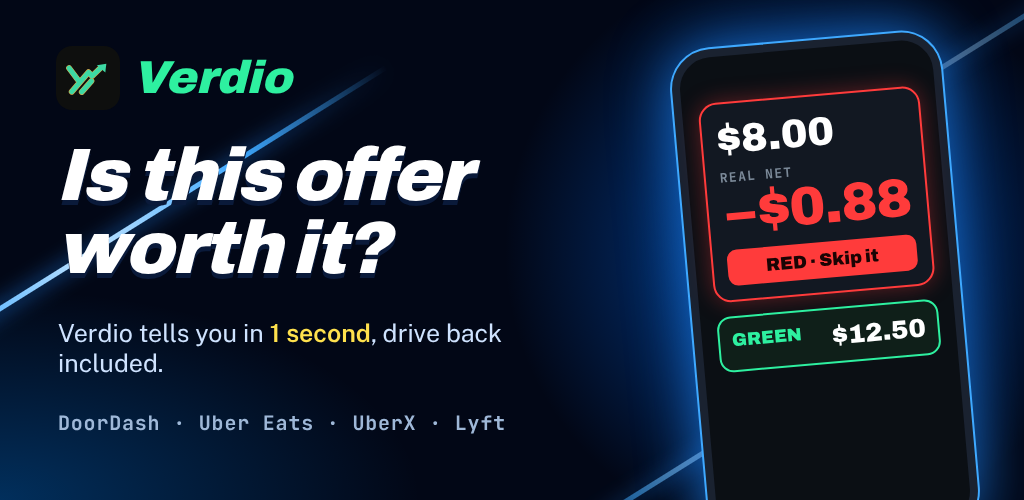 Verdio
Is this offer
worth it?
Verdio tells you in 1 second, drive back
included.
DoorDash · Uber Eats · UberX · Lyft
$8.00
REAL NET
–$0.88
RED · Skip it
GREEN $12.50